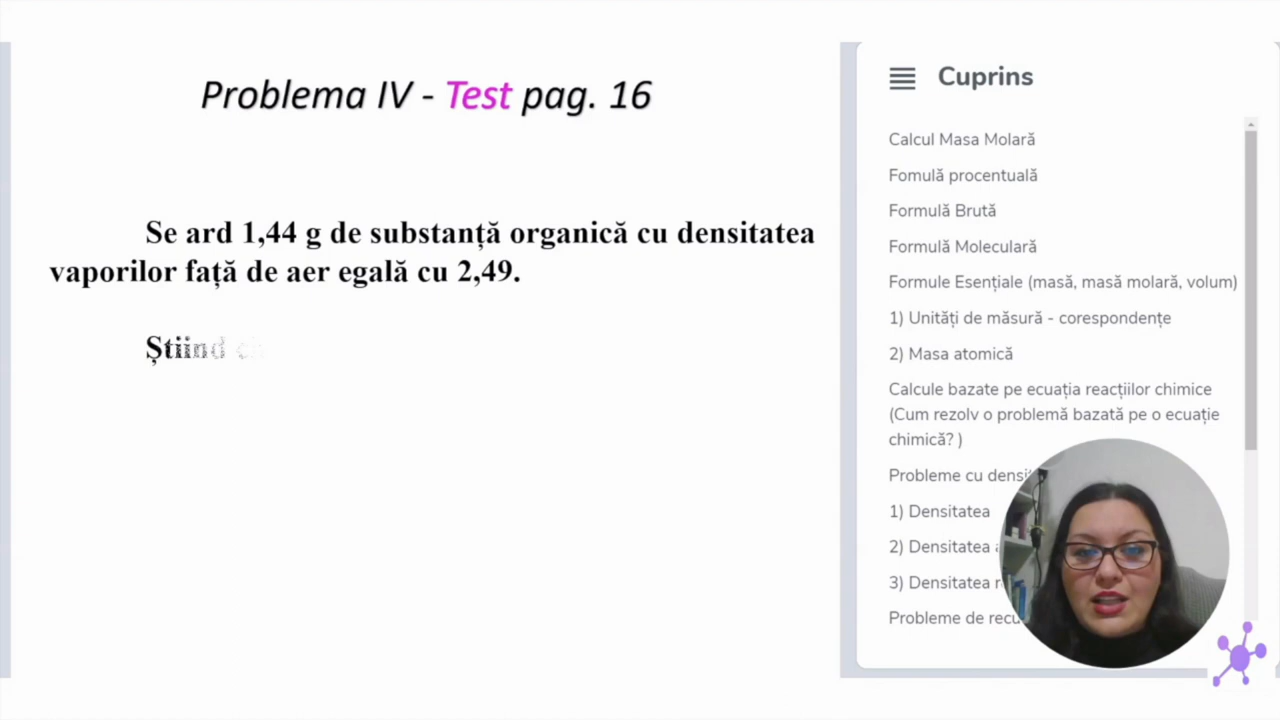 Problema IV - Test pag. 16
Se ard 1,44 g de substanță organică cu densitatea
vaporilor față de aer egală cu 2,49.
Știind
Cuprins
Calcul Masa Molară
Fomulă procentuală
Formulă Brută
Formulă Moleculară
Formule Esențiale (masă, masă molară, volum)
1) Unități de măsură - corespondențe
2) Masa atomică
Calcule bazate pe ecuația reacțiilor chimice
(Cum rezolv o problemă bazată pe o ecuație
chimică? )
Probleme cu
1) Densitatea
2) Densitatea
3) Densitatea
Probleme de